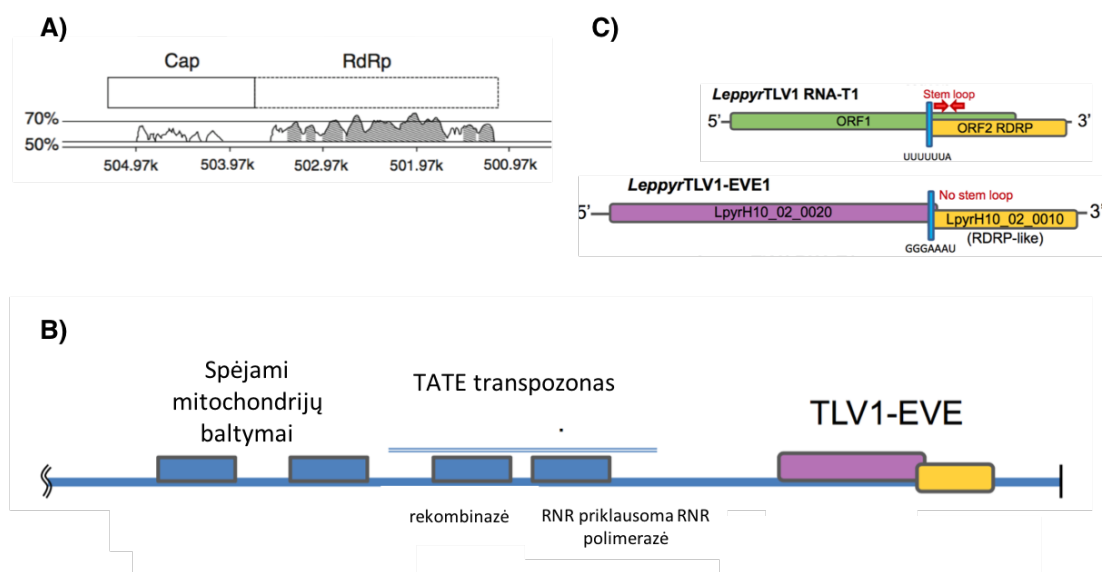 A)
Cap RdRp
70%
50%
504.97k 503.97k 502.97k 501.97k 500.97k
C)
LeppyrTLV1 RNA-T1
Stem loop
5’ ORF1 ORF2 RDRP 3’
UUUUUUA
LeppyrTLV1-EVE1
No stem loop
5’ LpyrH10_02_0020 LpyrH10_02_0010 3’
(RDRP-like)
GGGAAAU
B)
Spėjami
mitochondrijų
baltymai
TATE transpozonas
TLV1-EVE
rekombinazė
RNR priklausoma RNR
polimerazė